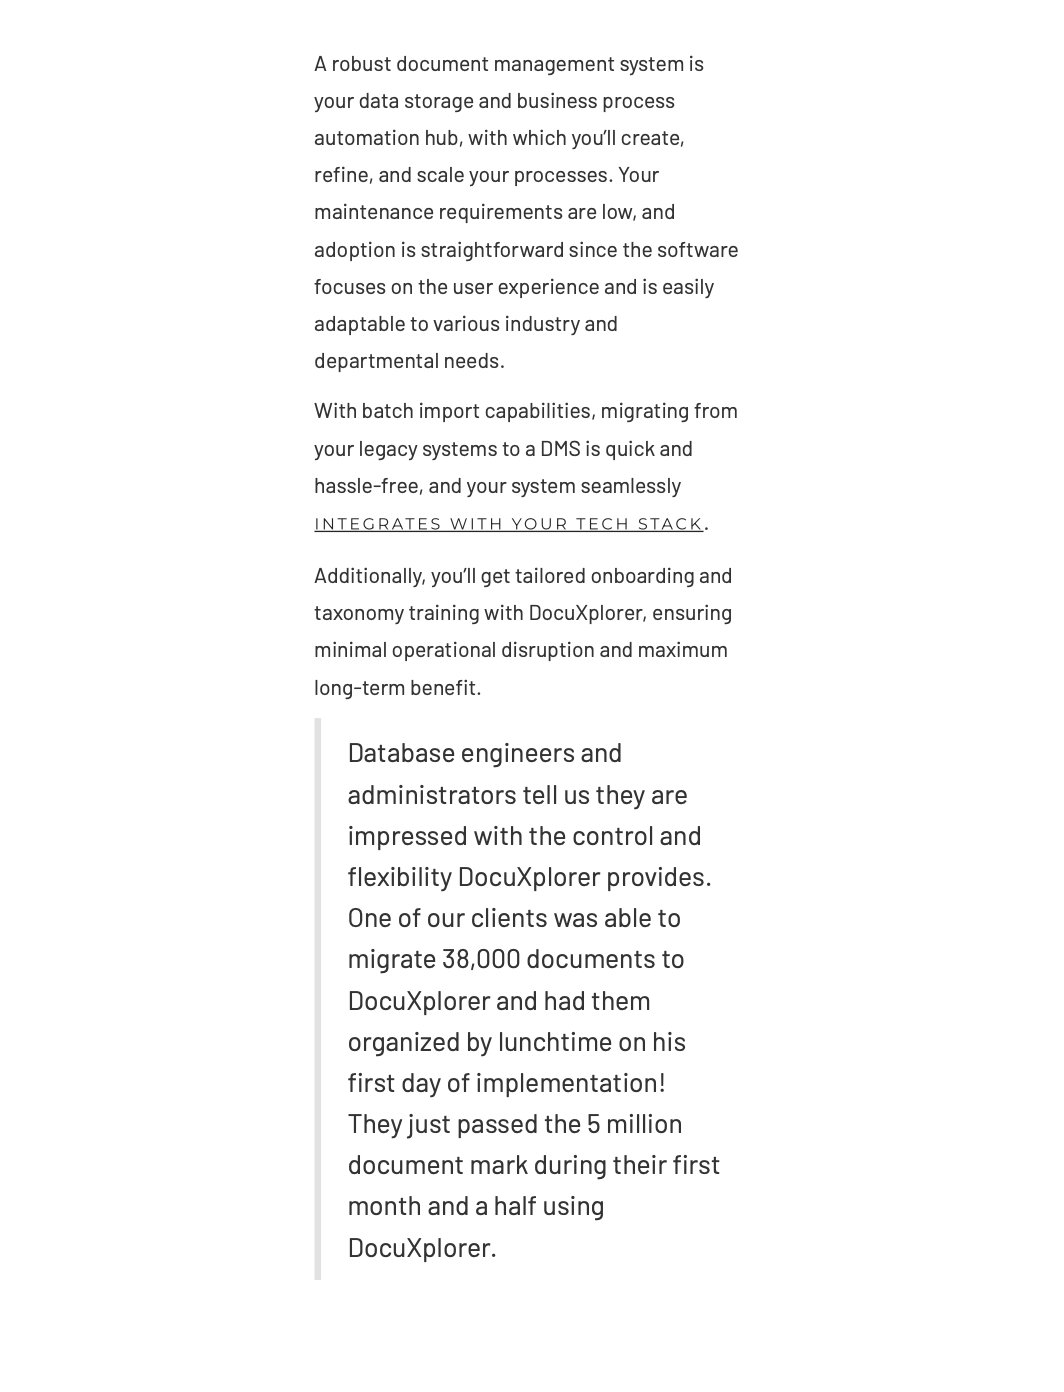 A robust document management system is
your data storage and business process
automation hub, with which you’ll create,
refine, and scale your processes. Your
maintenance requirements are low, and
adoption is straightforward since the software
focuses on the user experience and is easily
adaptable to various industry and
departmental needs.
With batch import capabilities, migrating from
your legacy systems to a DMS is quick and
hassle-free, and your system seamlessly
INTEGRATES WITH YOUR TECH STACK.
Additionally, you’ll get tailored onboarding and
taxonomy training with DocuXplorer, ensuring
minimal operational disruption and maximum
long-term benefit.
Database engineers and
administrators tell us they are
impressed with the control and
flexibility DocuXplorer provides.
One of our clients was able to
migrate 38,000 documents to
DocuXplorer and had them
organized by lunchtime on his
first day of implementation!
They just passed the 5 million
document mark during their first
month and a half using
DocuXplorer.